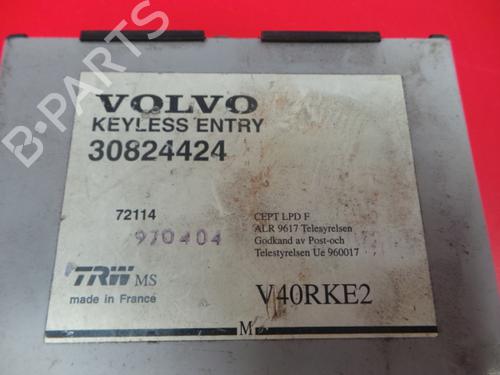 VOLVO
KEYLESS ENTRY
30824424
72114
970404
CEPT LPD F
ALR 9617 Telesyrelsen
Godkand av Post-och
Telestyrelsen Ue 960017
TRW MS
made in France
V40RKE2
M
B-Parts